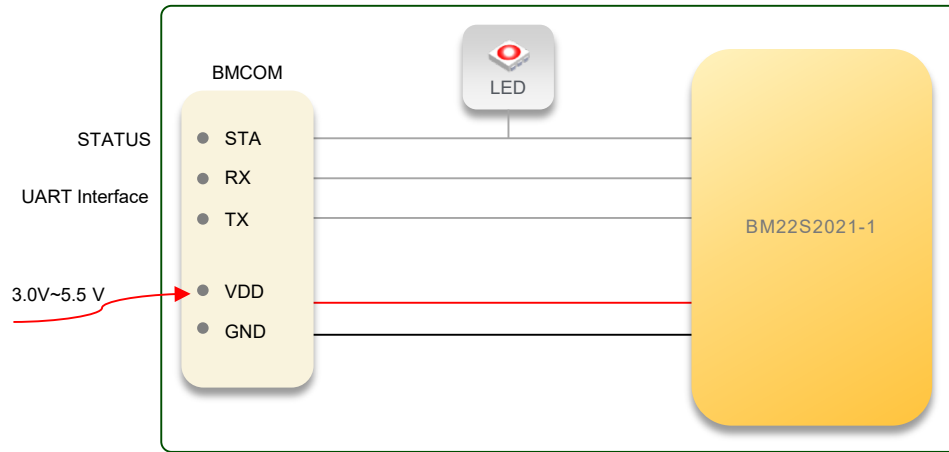 BMCOM
LED
STATUS
STA
UART Interface
RX
TX
BM22S2021-1
3.0V~5.5 V
VDD
GND